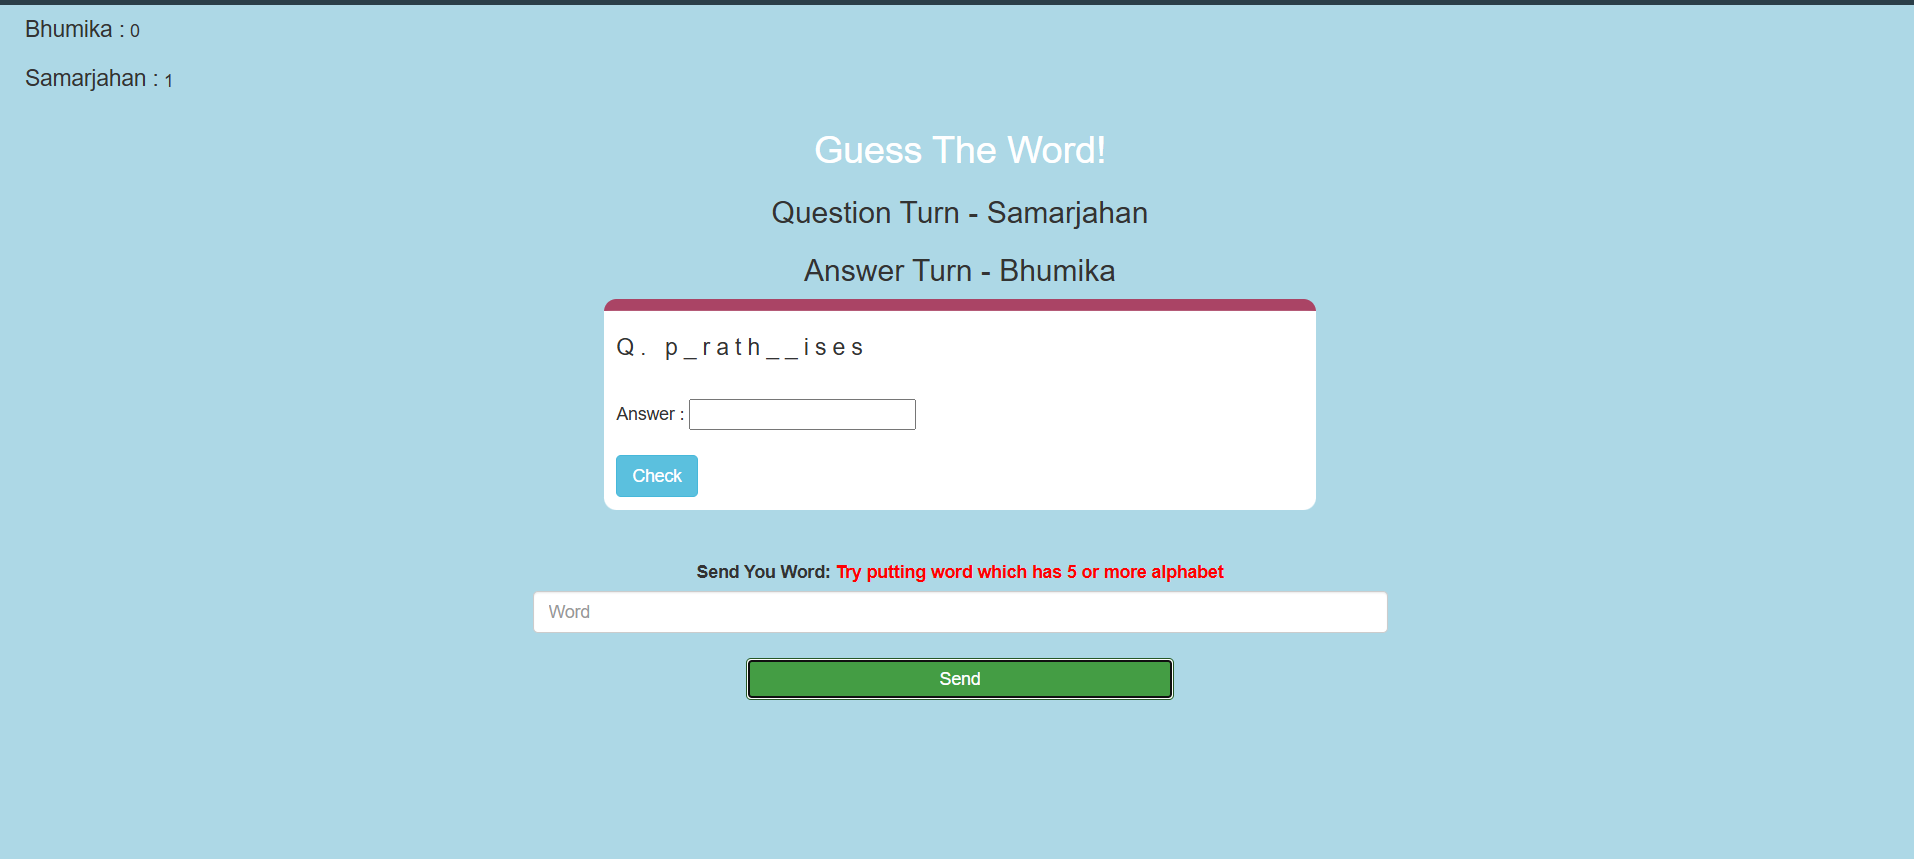 Bhumika : 0
Samarjahan : 1
Guess The Word!
Question Turn - Samarjahan
Answer Turn - Bhumika
Q. p_rath__ises
Answer :
Check
Send You Word: Try putting word which has 5 or more alphabet
Word
Send